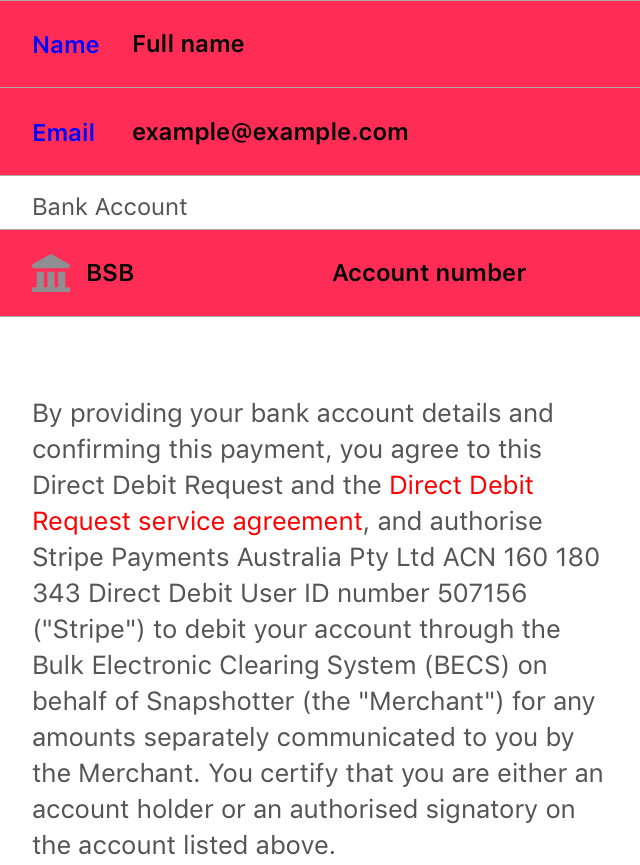 Name Full name
Email example@example.com
Bank Account
BSB Account number
By providing your bank account details and
confirming this payment, you agree to this
Direct Debit Request and the Direct Debit
Request service agreement, and authorise
Stripe Payments Australia Pty Ltd ACN 160 180
343 Direct Debit User ID number 507156
("Stripe") to debit your account through the
Bulk Electronic Clearing System (BECS) on
behalf of Snapshotter (the "Merchant") for any
amounts separately communicated to you by
the Merchant. You certify that you are either an
account holder or an authorised signatory on
the account listed above.